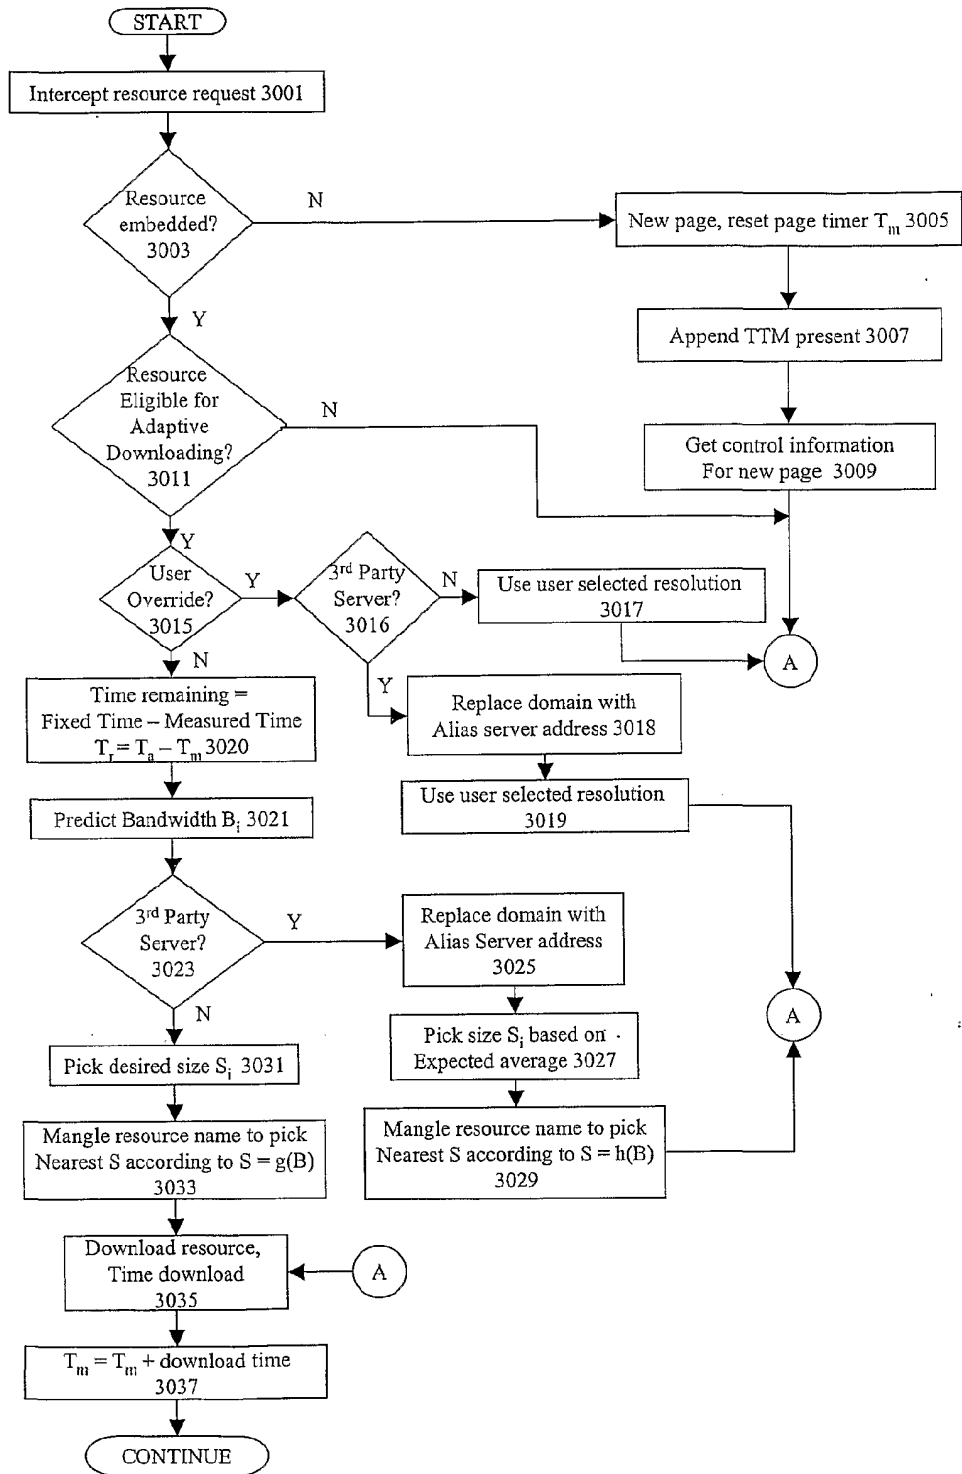 START
Intercept resource request 3001
Resource
embedded?
3003
N
New page, reset page timer Tm 3005
Y
Append TTM present 3007
Resource
Eligible for
Adaptive
Downloading?
3011
N
Get control information
For new page 3009
Y
User
Override?
3015
Y
3rd Party
Server?
3016
N
Use user selected resolution
3017
A
N
Y
Time remaining =
Fixed Time – Measured Time
Tr = Ta – Tm 3020
Replace domain with
Alias server address 3018
Use user selected resolution
3019
Predict Bandwidth Bi 3021
3rd Party
Server?
3023
Y
Replace domain with
Alias Server address
3025
N
A
Pick size Si based on
Expected average 3027
Pick desired size Si 3031
Mangle resource name to pick
Nearest S according to S = h(B)
3029
Mangle resource name to pick
Nearest S according to S = g(B)
3033
Download resource,
Time download
3035
A
Tm = Tm + download time
3037
CONTINUE